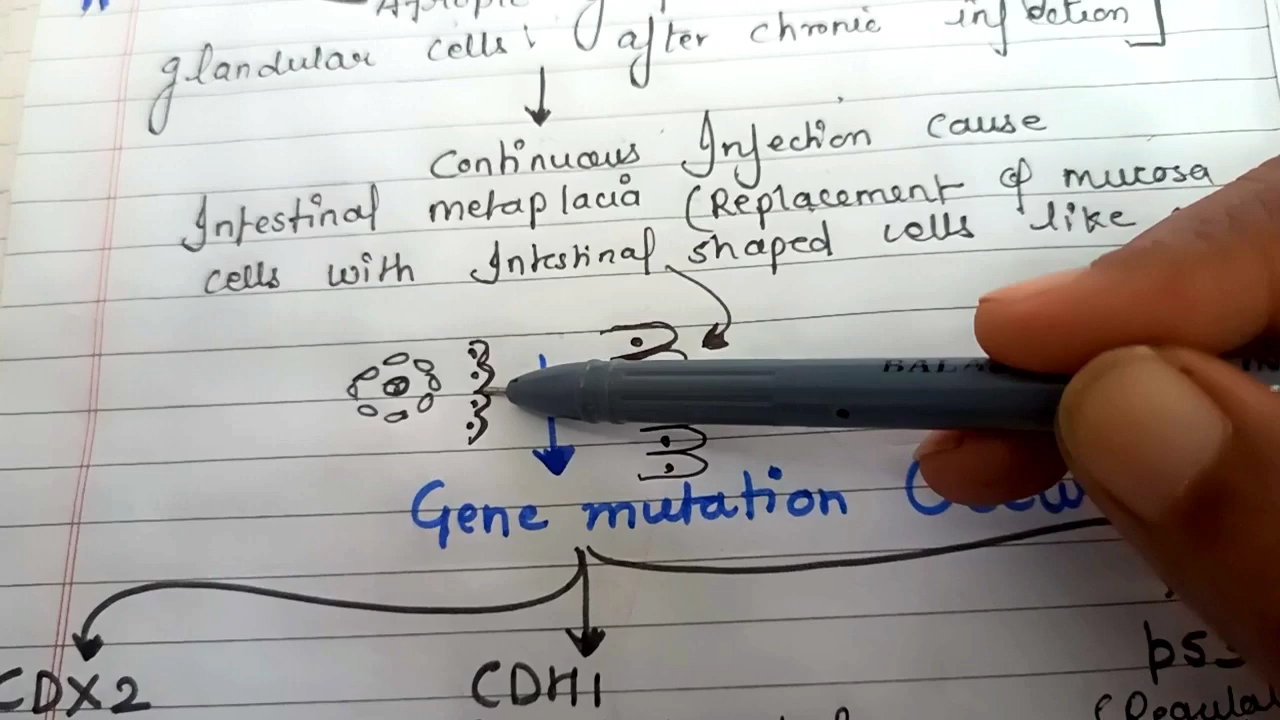 glandular cells; after chronic infection]
Continuous Infection cause
Intestinal metaplacia (Replacement of mucosa
cells with Intestinal shaped cells like
Gene mutation
CDX2 CDH1